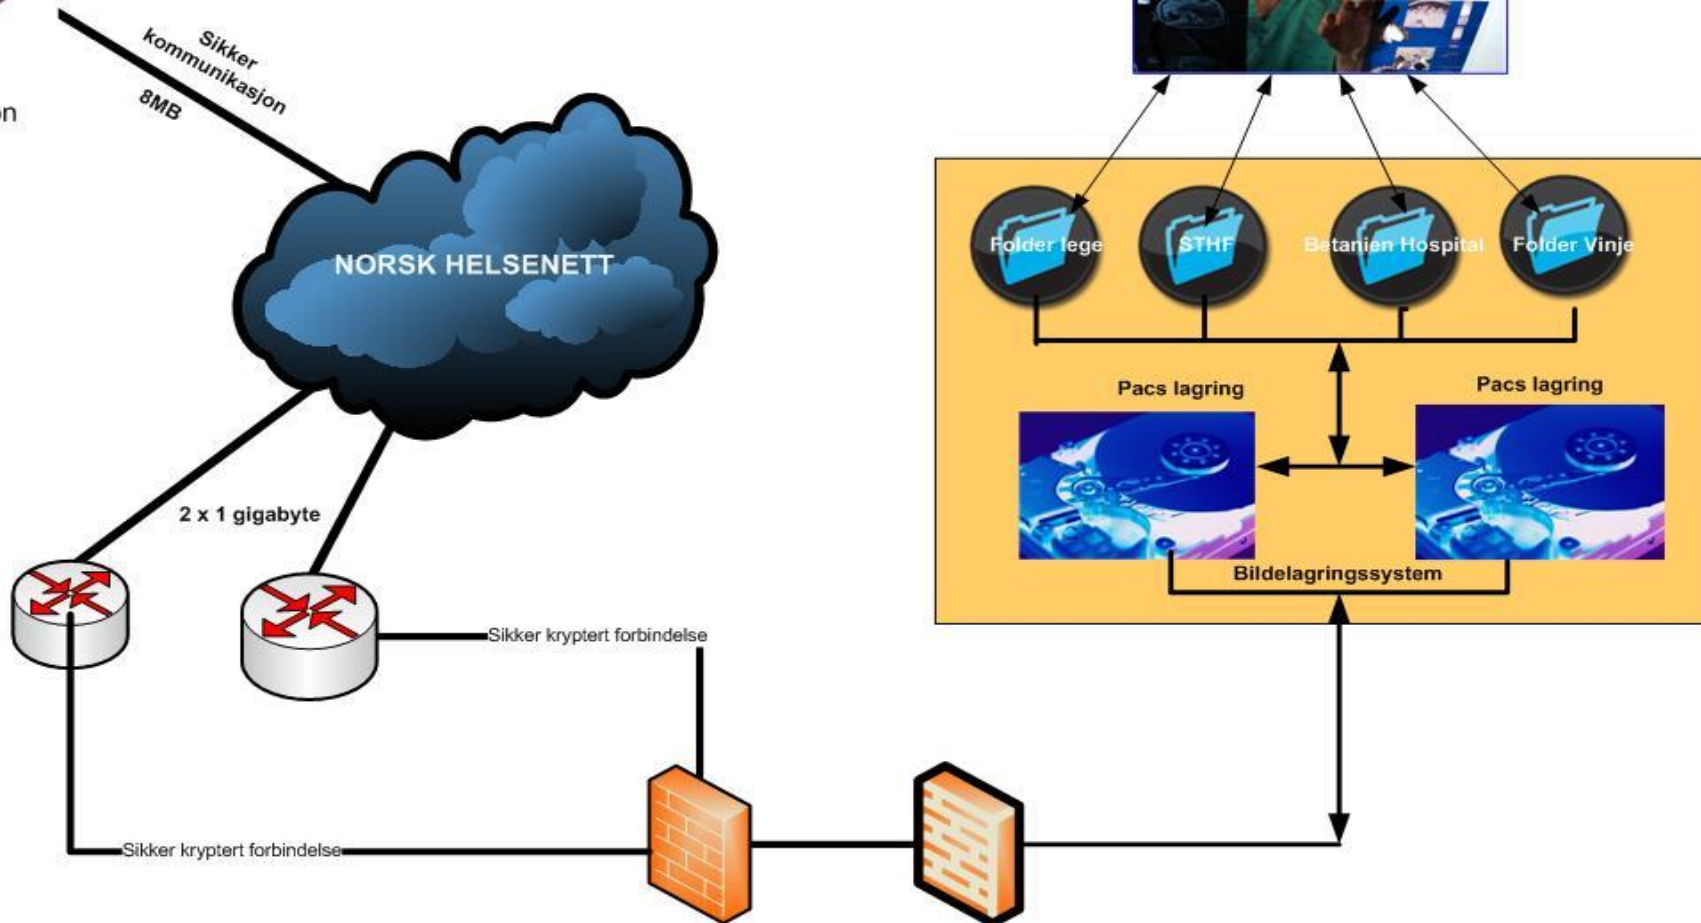 Sikker
kommunikasjon
8MB
on
NORSK HELSENETT
2 x 1 gigabyte
Sikker kryptert forbindelse
Sikker kryptert forbindelse
Folder lege
STHF
Betanien Hospital
Folder Vinje
Pacs lagring
Pacs lagring
Bildelagringssystem